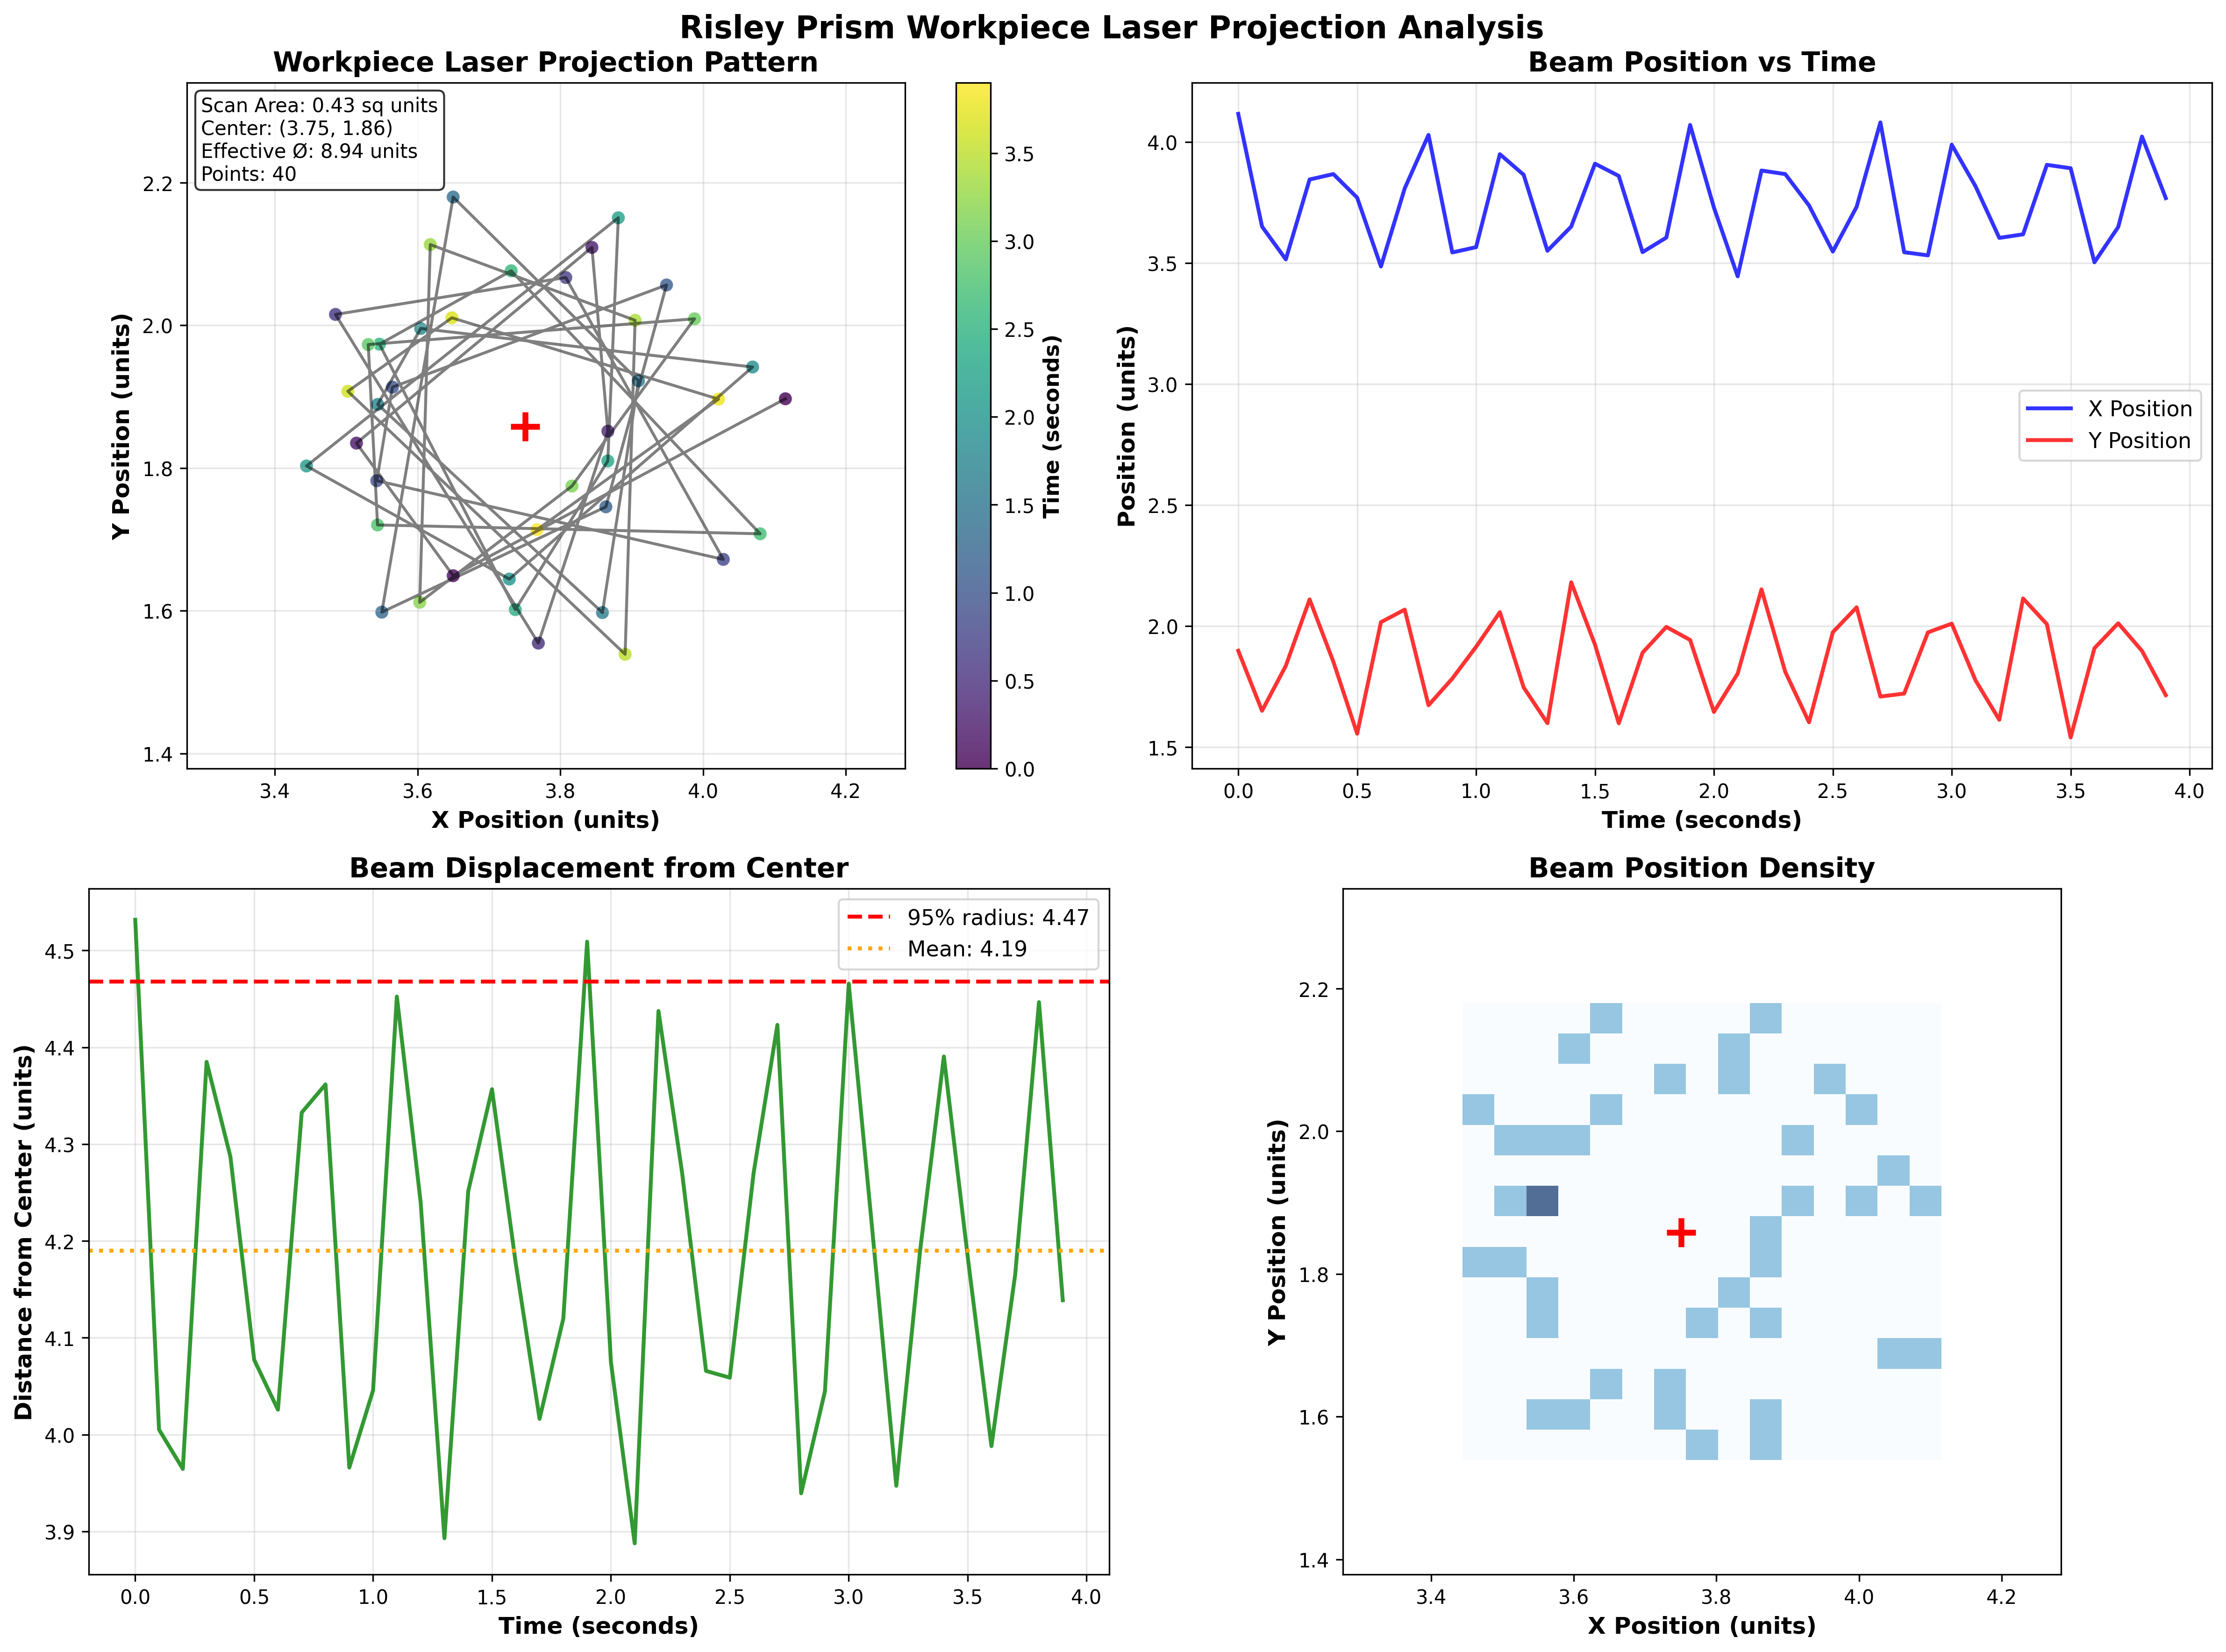 Risley Prism Workpiece Laser Projection Analysis
Workpiece Laser Projection Pattern
Scan Area: 0.43 sq units
Center: (3.75, 1.86)
Effective Ø: 8.94 units
Points: 40
2.2
2.0
1.8
1.6
1.4
Y Position (units)
3.4 3.6 3.8 4.0 4.2
X Position (units)
3.5
3.0
2.5
2.0
1.5
1.0
0.5
0.0
Time (seconds)
Beam Position vs Time
4.0
3.5
3.0
2.5
2.0
1.5
Position (units)
X Position
Y Position
0.0 0.5 1.0 1.5 2.0 2.5 3.0 3.5 4.0
Time (seconds)
Beam Displacement from Center
95% radius: 4.47
Mean: 4.19
4.5
4.4
4.3
4.2
4.1
4.0
3.9
Distance from Center (units)
0.0 0.5 1.0 1.5 2.0 2.5 3.0 3.5 4.0
Time (seconds)
Beam Position Density
2.2
2.0
1.8
1.6
1.4
Y Position (units)
3.4 3.6 3.8 4.0 4.2
X Position (units)